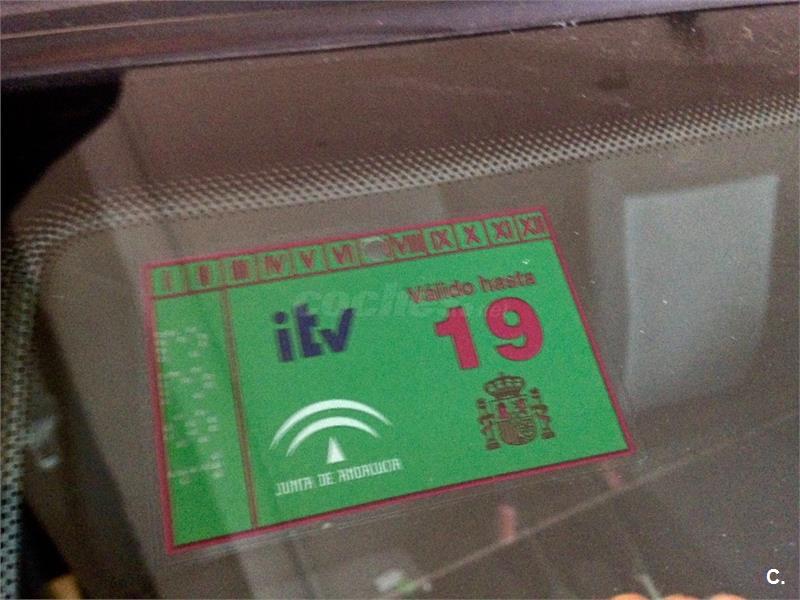 I II III IV V VI VIII IX X XI XII
Válido hasta
itv 19
JUNTA DE ANDALUCIA
C.